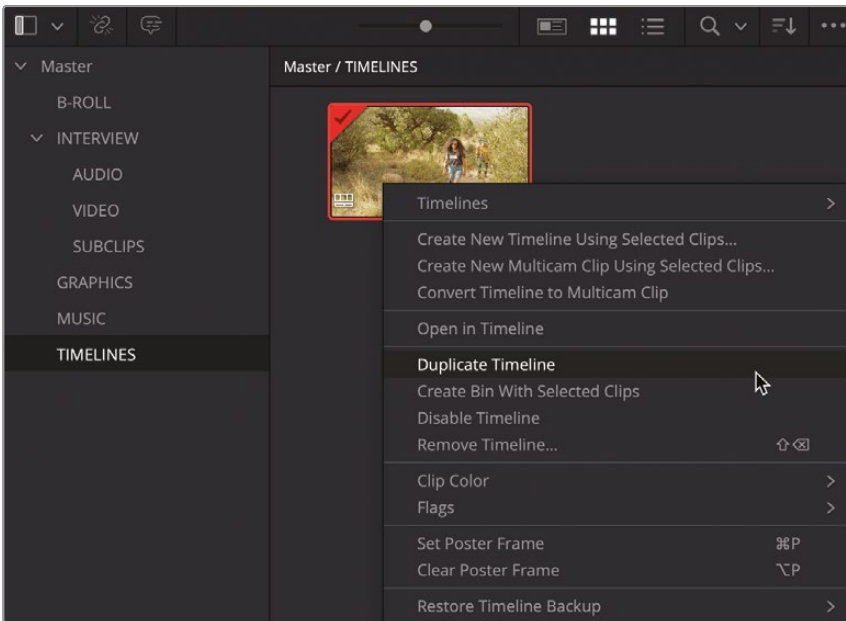 Master
B-ROLL
INTERVIEW
AUDIO
VIDEO
SUBCLIPS
GRAPHICS
MUSIC
TIMELINES
Master / TIMELINES
Timelines
Create New Timeline Using Selected Clips...
Create New Multicam Clip Using Selected Clips...
Convert Timeline to Multicam Clip
Open in Timeline
Duplicate Timeline
Create Bin With Selected Clips
Disable Timeline
Remove Timeline... ⇧⌫
Clip Color
Flags
Set Poster Frame ⌘P
Clear Poster Frame ⌥P
Restore Timeline Backup